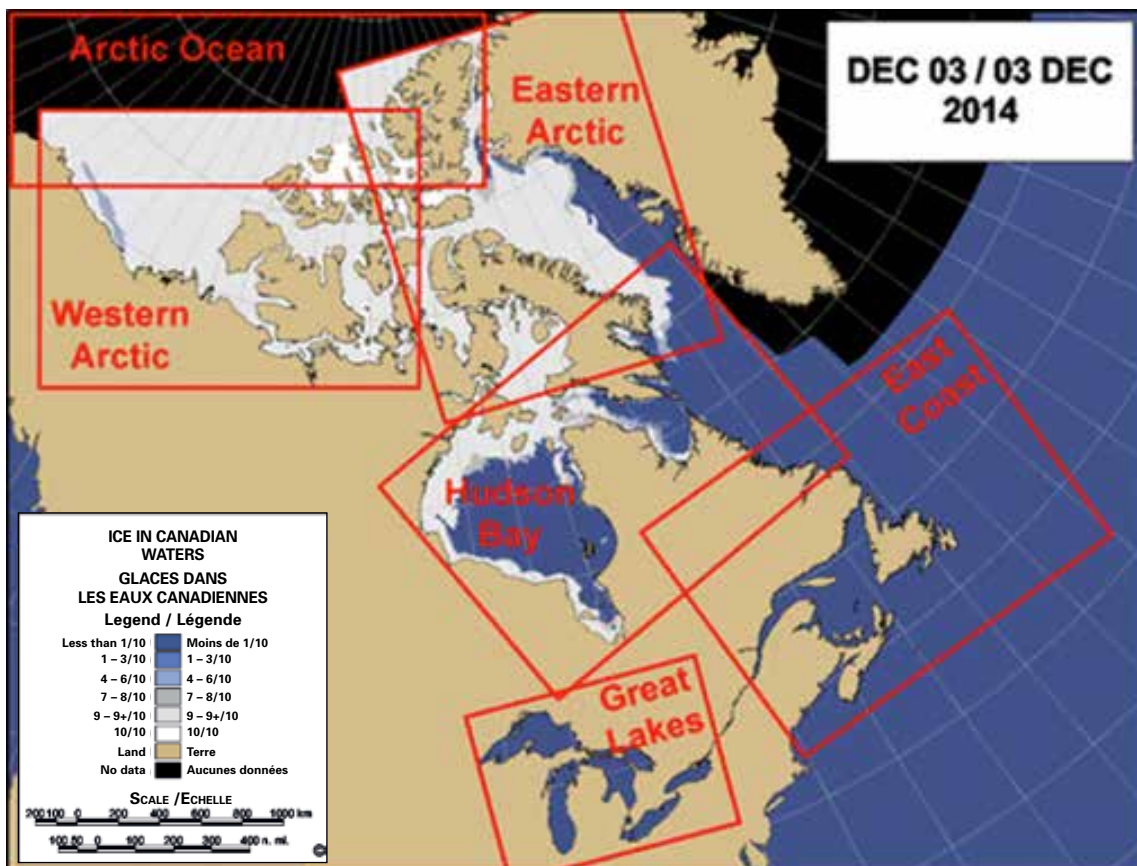 Arctic Ocean
Eastern
Arctic
DEC 03 / 03 DEC
2014
Western
Arctic
East
Coast
Hudson
Bay
Great
Lakes
ICE IN CANADIAN
WATERS
GLACES DANS
LES EAUX CANADIENNES
Legend / Légende
Less than 1/10 Moins de 1/10
1 – 3/10 1 – 3/10
4 – 6/10 4 – 6/10
7 – 8/10 7 – 8/10
9 – 9+/10 9 – 9+/10
10/10 10/10
Land Terre
No data Aucunes données
SCALE /ECHELLE
200 100 0 200 400 600 800 1000 km
100 50 0 100 200 300 400 n. mi.
©